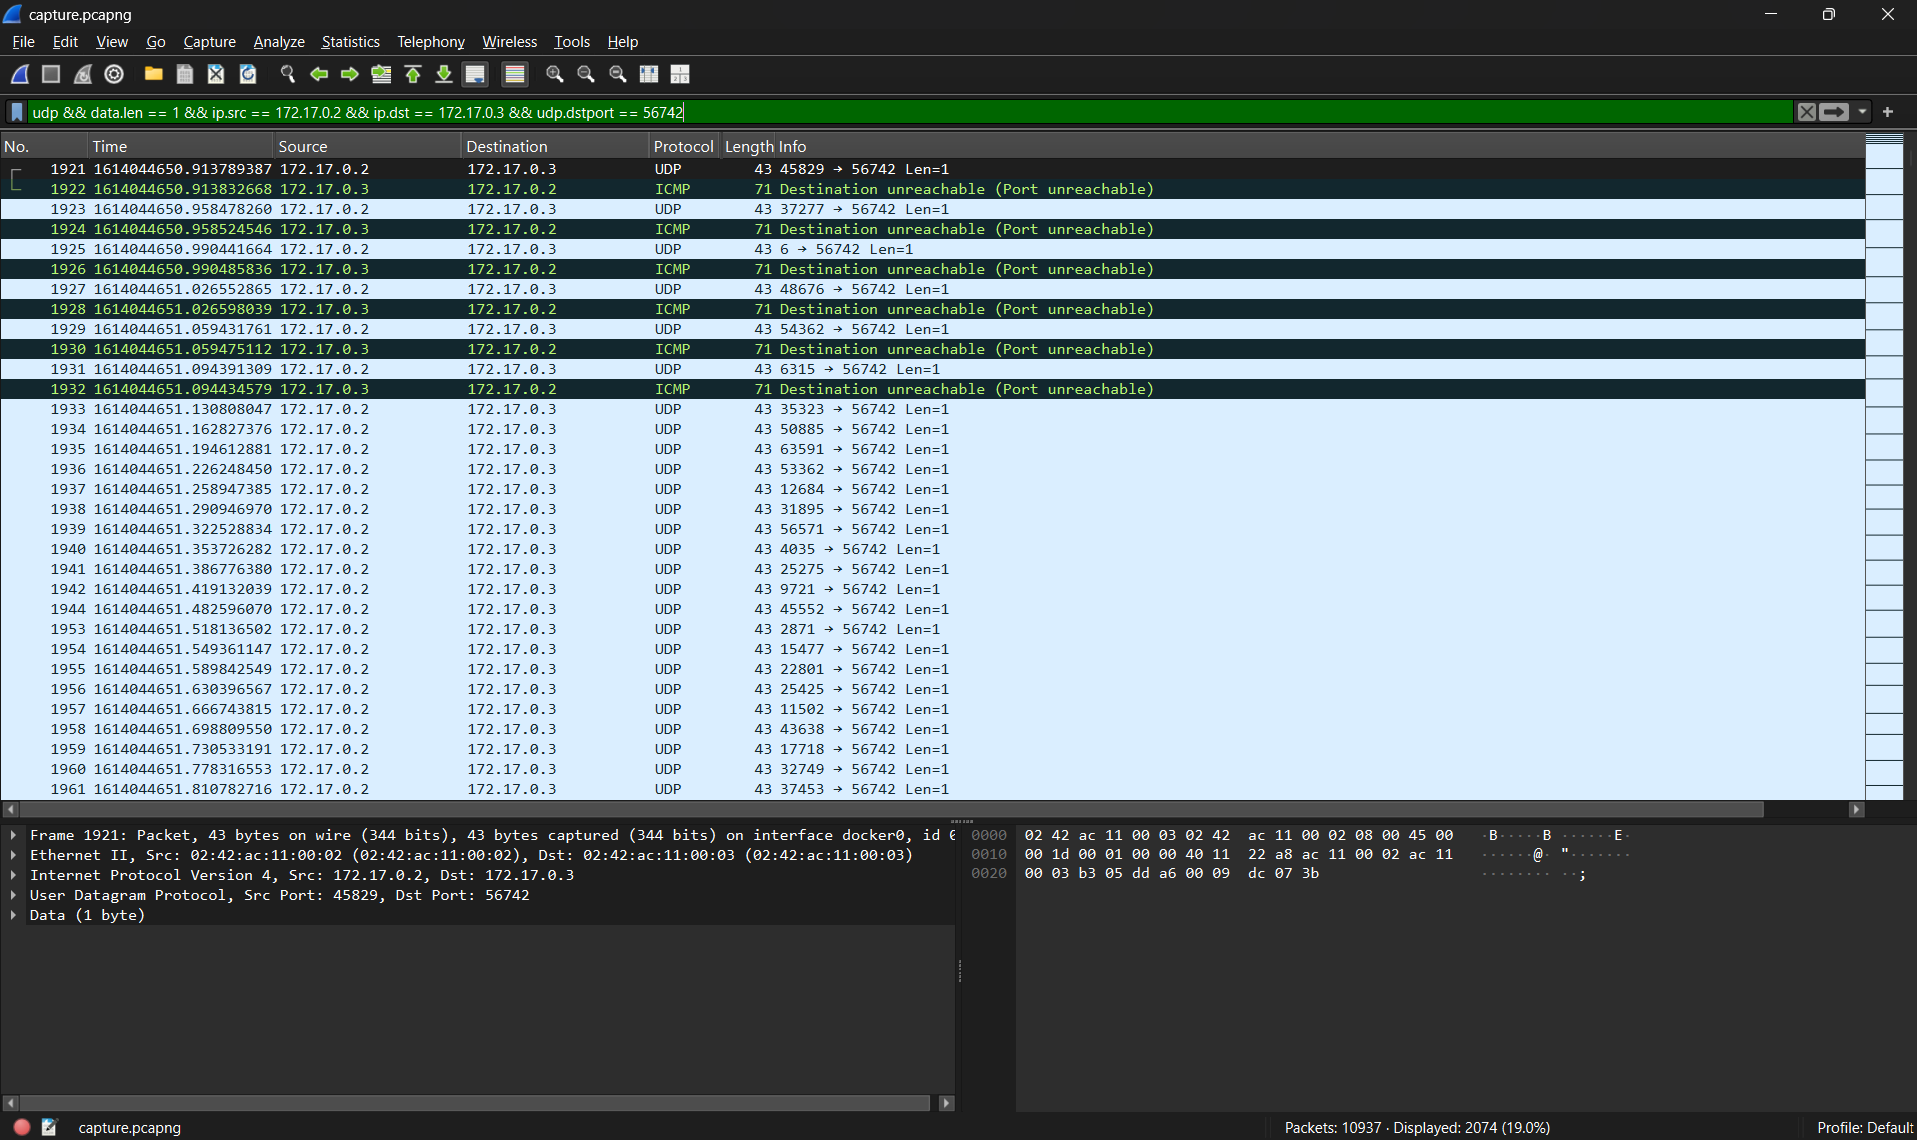 capture.pcapng
File Edit View Go Capture Analyze Statistics Telephony Wireless Tools Help
udp && data.len == 1 && ip.src == 172.17.0.2 && ip.dst == 172.17.0.3 && udp.dstport == 56742
No. Time Source Destination Protocol Length Info
1921 1614044650.913789387 172.17.0.2 172.17.0.3 UDP 43 45829 → 56742 Len=1
1922 1614044650.913832668 172.17.0.3 172.17.0.2 ICMP 71 Destination unreachable (Port unreachable)
1923 1614044650.958478260 172.17.0.2 172.17.0.3 UDP 43 37277 → 56742 Len=1
1924 1614044650.958524546 172.17.0.3 172.17.0.2 ICMP 71 Destination unreachable (Port unreachable)
1925 1614044650.990441664 172.17.0.2 172.17.0.3 UDP 43 6 → 56742 Len=1
1926 1614044650.990485836 172.17.0.3 172.17.0.2 ICMP 71 Destination unreachable (Port unreachable)
1927 1614044651.026552865 172.17.0.2 172.17.0.3 UDP 43 48676 → 56742 Len=1
1928 1614044651.026598039 172.17.0.3 172.17.0.2 ICMP 71 Destination unreachable (Port unreachable)
1929 1614044651.059431761 172.17.0.2 172.17.0.3 UDP 43 54362 → 56742 Len=1
1930 1614044651.059475112 172.17.0.3 172.17.0.2 ICMP 71 Destination unreachable (Port unreachable)
1931 1614044651.094391309 172.17.0.2 172.17.0.3 UDP 43 6315 → 56742 Len=1
1932 1614044651.094434579 172.17.0.3 172.17.0.2 ICMP 71 Destination unreachable (Port unreachable)
1933 1614044651.130808047 172.17.0.2 172.17.0.3 UDP 43 35323 → 56742 Len=1
1934 1614044651.162827376 172.17.0.2 172.17.0.3 UDP 43 50885 → 56742 Len=1
1935 1614044651.194612881 172.17.0.2 172.17.0.3 UDP 43 63591 → 56742 Len=1
1936 1614044651.226248450 172.17.0.2 172.17.0.3 UDP 43 53362 → 56742 Len=1
1937 1614044651.258947385 172.17.0.2 172.17.0.3 UDP 43 12684 → 56742 Len=1
1938 1614044651.290946970 172.17.0.2 172.17.0.3 UDP 43 31895 → 56742 Len=1
1939 1614044651.322528834 172.17.0.2 172.17.0.3 UDP 43 56571 → 56742 Len=1
1940 1614044651.353726282 172.17.0.2 172.17.0.3 UDP 43 4035 → 56742 Len=1
1941 1614044651.386776380 172.17.0.2 172.17.0.3 UDP 43 25275 → 56742 Len=1
1942 1614044651.419132039 172.17.0.2 172.17.0.3 UDP 43 9721 → 56742 Len=1
1944 1614044651.482596070 172.17.0.2 172.17.0.3 UDP 43 45552 → 56742 Len=1
1953 1614044651.518136502 172.17.0.2 172.17.0.3 UDP 43 2871 → 56742 Len=1
1954 1614044651.549361147 172.17.0.2 172.17.0.3 UDP 43 15477 → 56742 Len=1
1955 1614044651.589842549 172.17.0.2 172.17.0.3 UDP 43 22801 → 56742 Len=1
1956 1614044651.630396567 172.17.0.2 172.17.0.3 UDP 43 25425 → 56742 Len=1
1957 1614044651.666743815 172.17.0.2 172.17.0.3 UDP 43 11502 → 56742 Len=1
1958 1614044651.698809550 172.17.0.2 172.17.0.3 UDP 43 43638 → 56742 Len=1
1959 1614044651.730533191 172.17.0.2 172.17.0.3 UDP 43 17718 → 56742 Len=1
1960 1614044651.778316553 172.17.0.2 172.17.0.3 UDP 43 32749 → 56742 Len=1
1961 1614044651.810782716 172.17.0.2 172.17.0.3 UDP 43 37453 → 56742 Len=1
Frame 1921: Packet, 43 bytes on wire (344 bits), 43 bytes captured (344 bits) on interface docker0, id
Ethernet II, Src: 02:42:ac:11:00:02 (02:42:ac:11:00:02), Dst: 02:42:ac:11:00:03 (02:42:ac:11:00:03)
Internet Protocol Version 4, Src: 172.17.0.2, Dst: 172.17.0.3
User Datagram Protocol, Src Port: 45829, Dst Port: 56742
Data (1 byte)
0000 02 42 ac 11 00 03 02 42 ac 11 00 02 08 00 45 00 ·B·····B ······E·
0010 00 1d 00 01 00 00 40 11 22 a8 ac 11 00 02 ac 11 ······@· "·······
0020 00 03 b3 05 dd a6 00 09 dc 07 3b ········ ··;
capture.pcapng
Packets: 10937 · Displayed: 2074 (19.0%)
Profile: Default